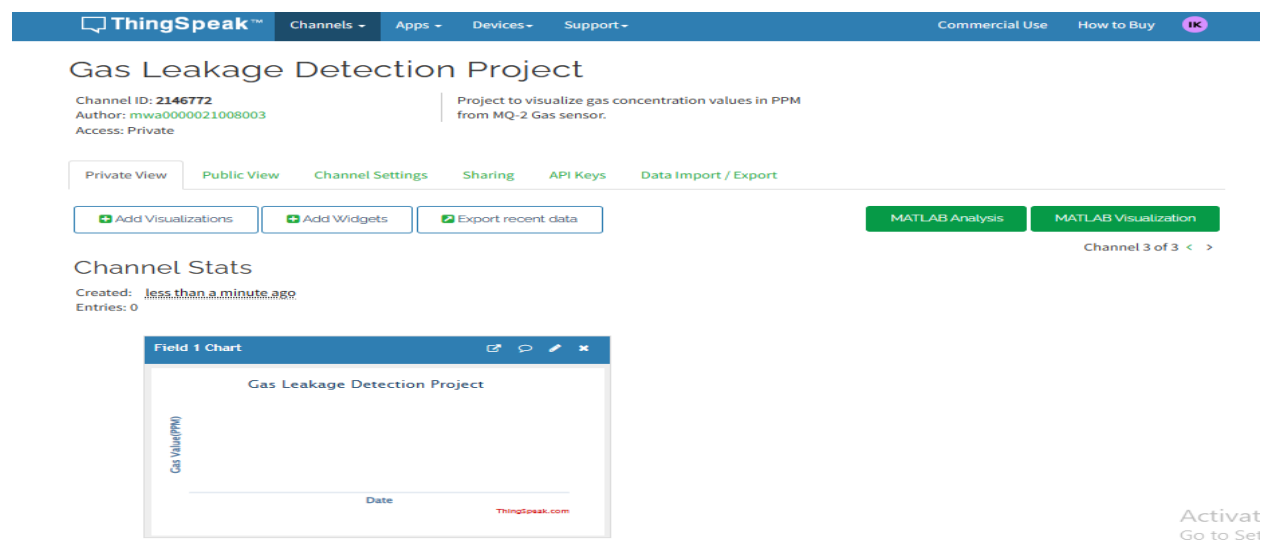 ThingSpeak™ Channels Apps Devices Support Commercial Use How to Buy IK
Gas Leakage Detection Project
Channel ID: 2146772
Author: mwa0000021008003
Access: Private
Project to visualize gas concentration values in PPM
from MQ-2 Gas sensor.
Private View Public View Channel Settings Sharing API Keys Data Import / Export
Add Visualizations Add Widgets Export recent data MATLAB Analysis MATLAB Visualization
Channel 3 of 3 < >
Channel Stats
Created: less than a minute ago
Entries: 0
Field 1 Chart
Gas Leakage Detection Project
Gas Value(PPM)
Date
ThingSpeak.com
Activat
Go to Set